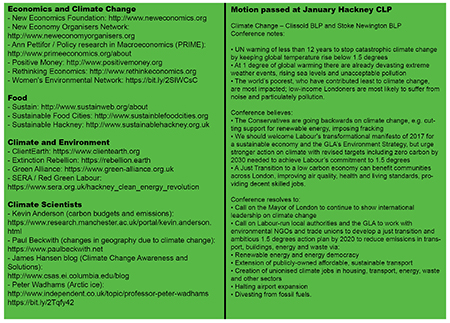 Economics and Climate Change
- New Economics Foundation: http://www.neweconomics.org
- New Economy Organisers Network:
http://www.neweconomyorganisers.org
- Ann Pettifor / Policy research in Macroeconomics (PRIME):
http://www.primeeconomics.org/about
- Positive Money: http://www.positivemoney.org
- Rethinking Economics: http://www.rethinkeconomics.org
- Women's Environmental Network: https://bit.ly/2SIWCsC
Food
- Sustain: http://www.sustainweb.org/about
- Sustainable Food Cities: http://www.sustainablefoodcities.org
- Sustainable Hackney: http://www.sustainablehackney.org.uk
Climate and Environment
- ClientEarth: https://www.clientearth.org
- Extinction Rebellion: https://rebellion.earth
- Green Alliance: https://www.green-alliance.org.uk
- SERA / Red Green Labour:
https://www.sera.org.uk/hackney_clean_energy_revolution
Climate Scientists
- Kevin Anderson (carbon budgets and emissions):
https://www.research.manchester.ac.uk/portal/kevin.anderson.
html
- Paul Beckwith (changes in geography due to climate change):
https://www.paulbeckwith.net
- James Hansen blog (Climate Change Awareness and
Solutions):
http://www.csas.ei.columbia.edu/blog
- Peter Wadhams (Arctic ice):
http://www.independent.co.uk/topic/professor-peter-wadhams
https://bit.ly/2Tqfy42
Motion passed at January Hackney CLP
Climate Change – Clissold BLP and Stoke Newington BLP
Conference notes:
• UN warning of less than 12 years to stop catastrophic climate change
by keeping global temperature rise below 1.5 degrees
• At 1 degree of global warming there are already devasting extreme
weather events, rising sea levels and unacceptable pollution
• The world's poorest, who have contributed least to climate change,
are most impacted; low-income Londoners are most likely to suffer from
noise and particularly pollution.
Conference believes:
• The Conservatives are going backwards on climate change, e.g. cut-
ting support for renewable energy, imposing fracking
• We should welcome Labour's transformational manifesto of 2017 for
a sustainable economy and the GLA's Environment Strategy, but urge
stronger action on climate with revised targets including zero carbon by
2030 needed to achieve Labour's commitment to 1.5 degrees
• A Just Transition to a low carbon economy can benefit communities
across London, improving air quality, health and living standards, pro-
viding decent skilled jobs.
Conference resolves to:
• Call on the Mayor of London to continue to show international
leadership on climate change
• Call on Labour-run local authorities and the GLA to work with
environmental NGOs and trade unions to develop a just transition and
ambitious 1.5 degrees action plan by 2020 to reduce emissions in trans-
port, buildings, energy and waste via:
• Renewable energy and energy democracy
• Extension of publicly-owned affordable, sustainable transport
• Creation of unionised climate jobs in housing, transport, energy, waste
and other sectors
• Halting airport expansion
• Divesting from fossil fuels.